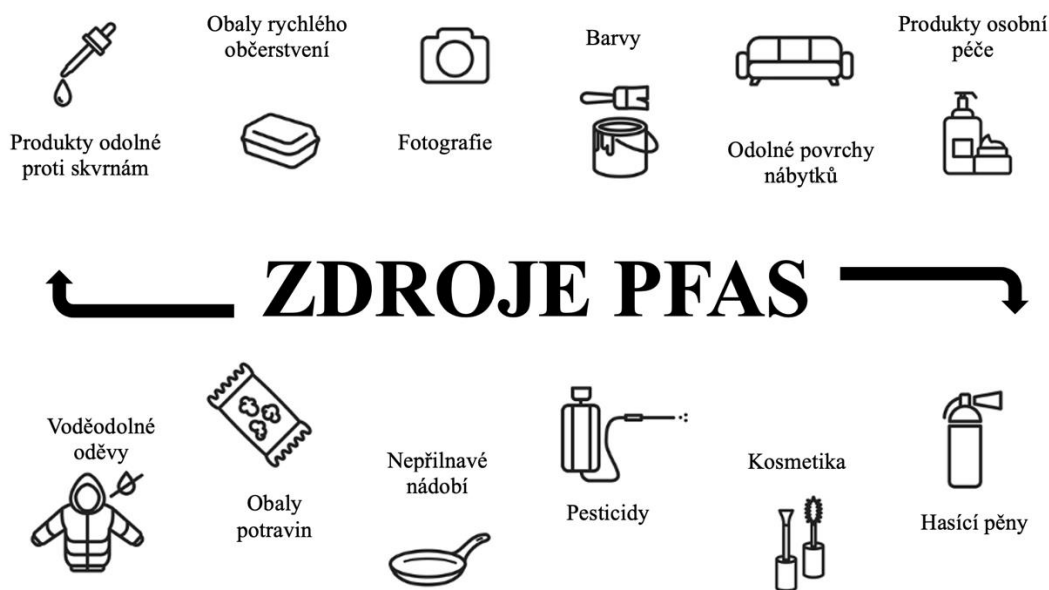 Produkty odolné
proti skvrnám
Obaly rychlého
občerstvení
Fotografie
Barvy
Odolné povrchy
nábytků
Produkty osobní
péče
ZDROJE PFAS
Voděodolné
oděvy
Obaly
potravin
Nepřilnavé
nádobí
Pesticidy
Kosmetika
Hasící pěny